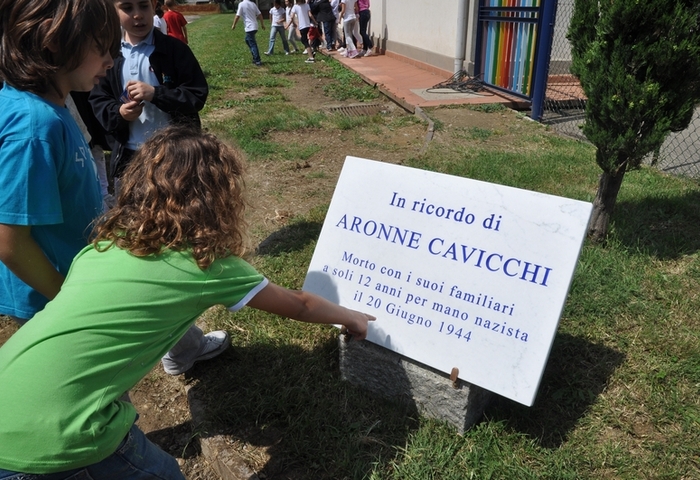 In ricordo di
ARONNE CAVICCHI
Morto con i suoi familiari
a soli 12 anni per mano nazista
il 20 Giugno 1944